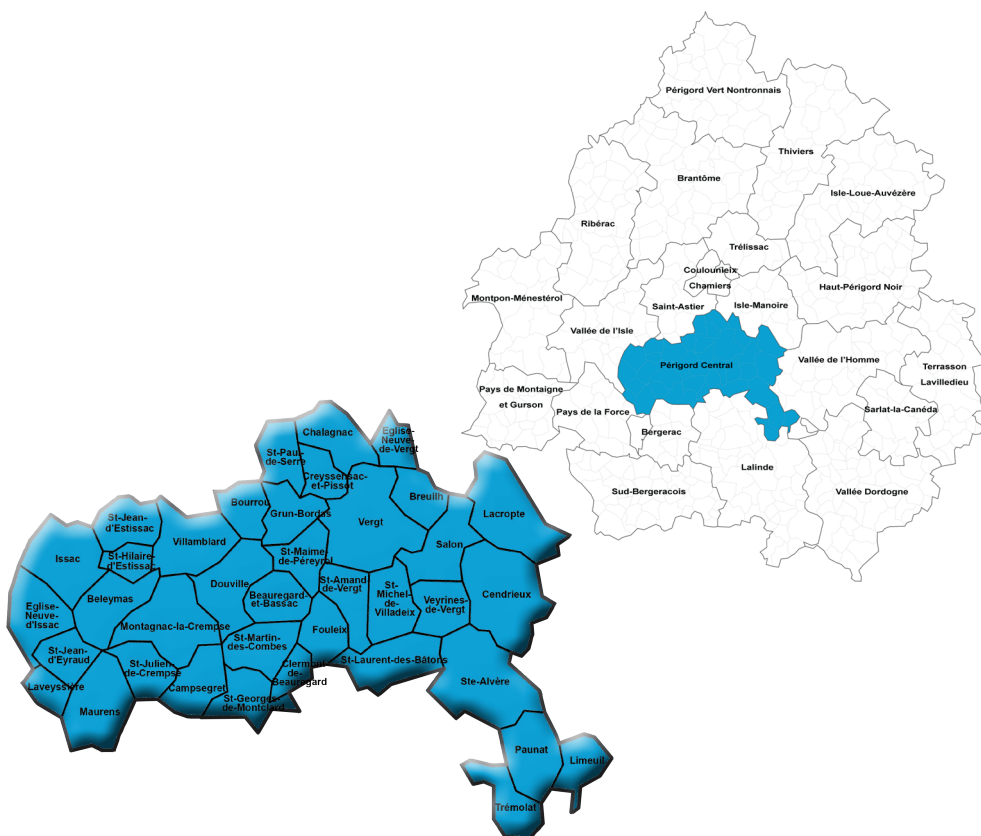 Périgord Vert Nontronnais
Thiviers
Brantôme
Isle-Loue-Auvézère
Ribérac
Trélissac
Coulounieix
Chamiers
Haut-Périgord Noir
Montpon-Ménestérol
Saint-Astier
Isle-Manoire
Vallée de l'Isle
Vallée de l'Homme
Périgord Central
Terrasson
Lavilledieu
Pays de Montaigne
et Gurson
Pays de la Force
Sarlat-la-Canéda
Bergerac
Lalinde
Sud-Bergeracois
Vallée Dordogne
Chalagnac
Eglise-
Neuve-
de-Vergt
St-Paul-
de-Serre
Creyssensac-
et-Pissot
Breuilh
Bourrou
Grun-Bordas
Vergt
Lacropte
St-Jean-
d'Estissac
Villamblard
Salon
Issac
St-Hilaire-
d'Estissac
St-Maime-
de-Péreyrol
Douville
St-Amand-
de-Vergt
St-
Michel-
de-
Villadeix
Beleymas
Beauregard-
et-Bassac
Veyrines-
de-Vergt
Cendrieux
Eglise-
Neuve-
d'Issac
Montagnac-la-Crempse
Fouleix
St-Martin-
des-Combes
St-Jean-
d'Eyraud
St-Julien-
de-Crempse
Clermont-
de-
Beauregard
St-Laurent-des-Bâtons
Laveyssière
Campsegret
Ste-Alvère
St-Georges-
de-Montclard
Maurens
Paunat
Limeuil
Trémolat